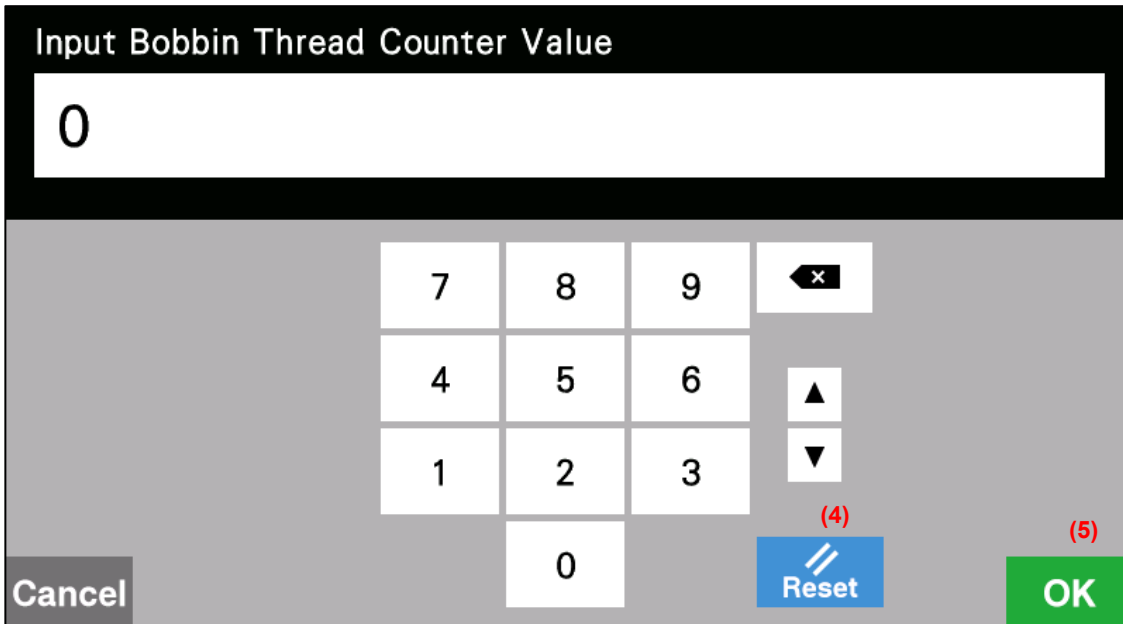 Input Bobbin Thread Counter Value
0
7 8 9
4 5 6
1 2 3
(4)
(5)
0
Reset
Cancel
OK